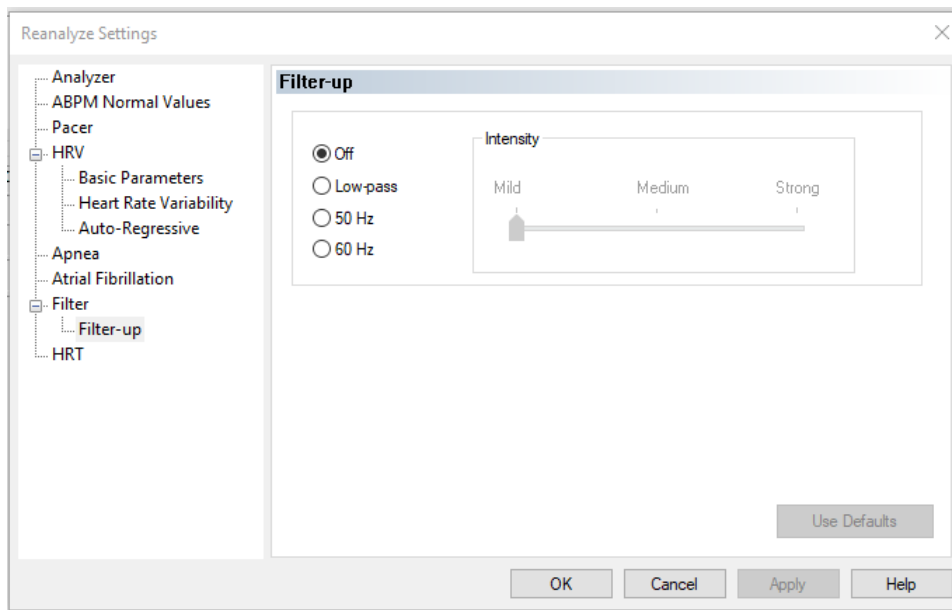 Reanalyze Settings
Analyzer
ABPM Normal Values
Pacer
HRV
Basic Parameters
Heart Rate Variability
Auto-Regressive
Apnea
Atrial Fibrillation
Filter
Filter-up
HRT
Filter-up
Off
Low-pass
50 Hz
60 Hz
Intensity
Mild Medium Strong
Use Defaults
OK Cancel Apply Help